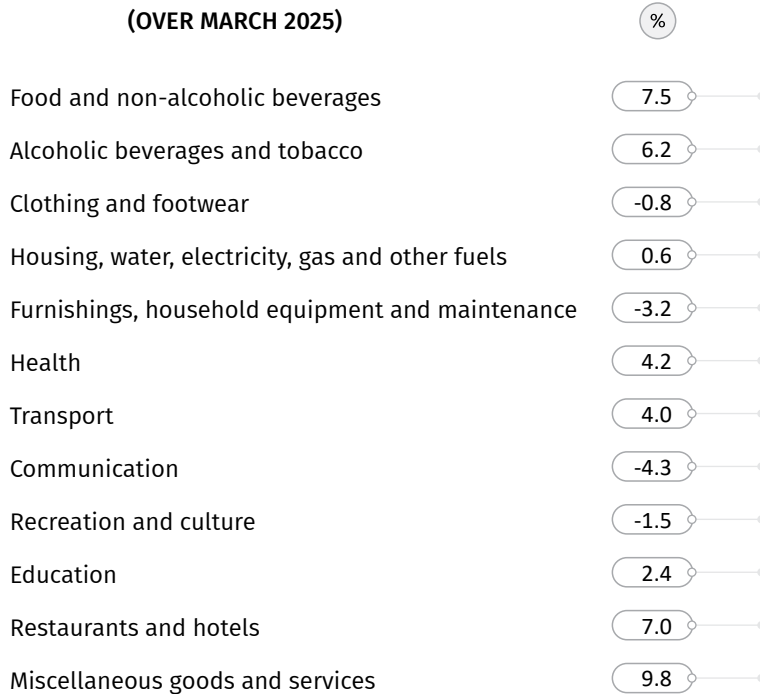 (OVER MARCH 2025) %
Food and non-alcoholic beverages 7.5
Alcoholic beverages and tobacco 6.2
Clothing and footwear -0.8
Housing, water, electricity, gas and other fuels 0.6
Furnishings, household equipment and maintenance -3.2
Health 4.2
Transport 4.0
Communication -4.3
Recreation and culture -1.5
Education 2.4
Restaurants and hotels 7.0
Miscellaneous goods and services 9.8